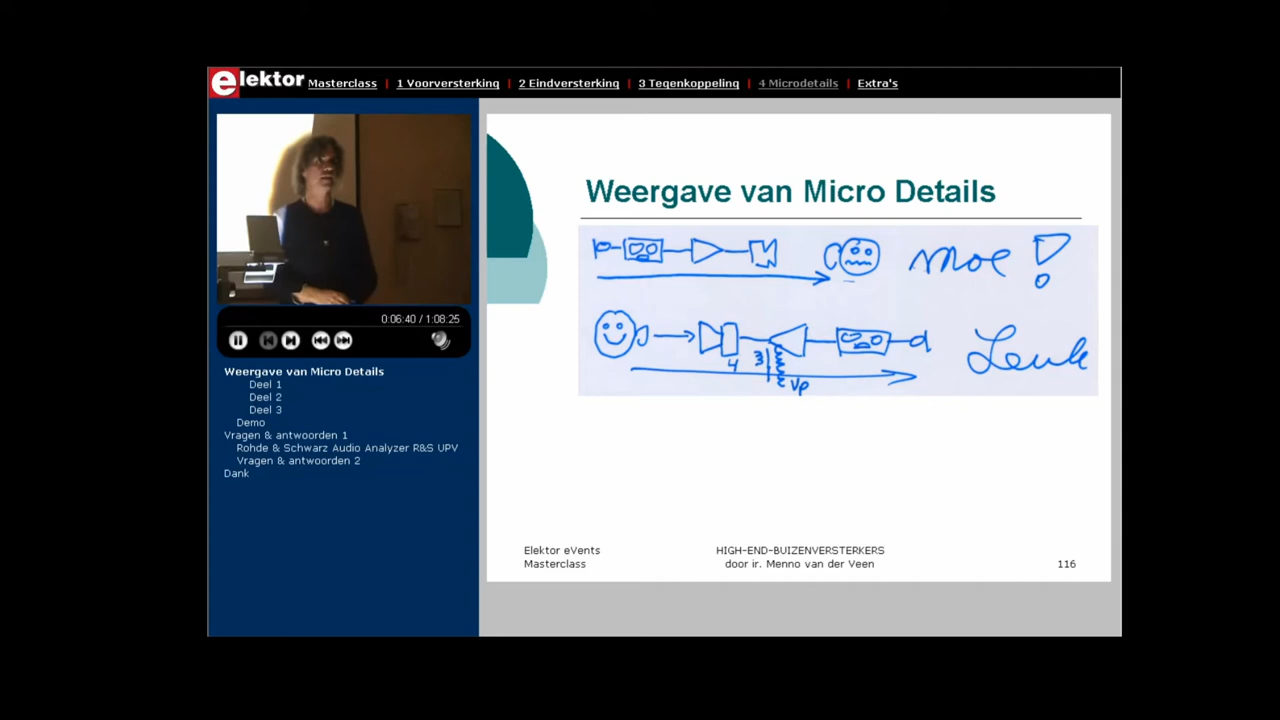 elektor Masterclass | 1 Voorversterking | 2 Eindversterking | 3 Tegenkoppeling | 4 Microdetails | Extra's
0:06:40 / 1:08:25
Weergave van Micro Details
Deel 1
Deel 2
Deel 3
Demo
Vragen & antwoorden 1
Rohde & Schwarz Audio Analyzer R&S UPV
Vragen & antwoorden 2
Dank
Weergave van Micro Details
Moe !
Leuk
4 3
Vp
Elektor eVents
Masterclass
HIGH-END-BUIZENVERSTERKERS
door ir. Menno van der Veen
116